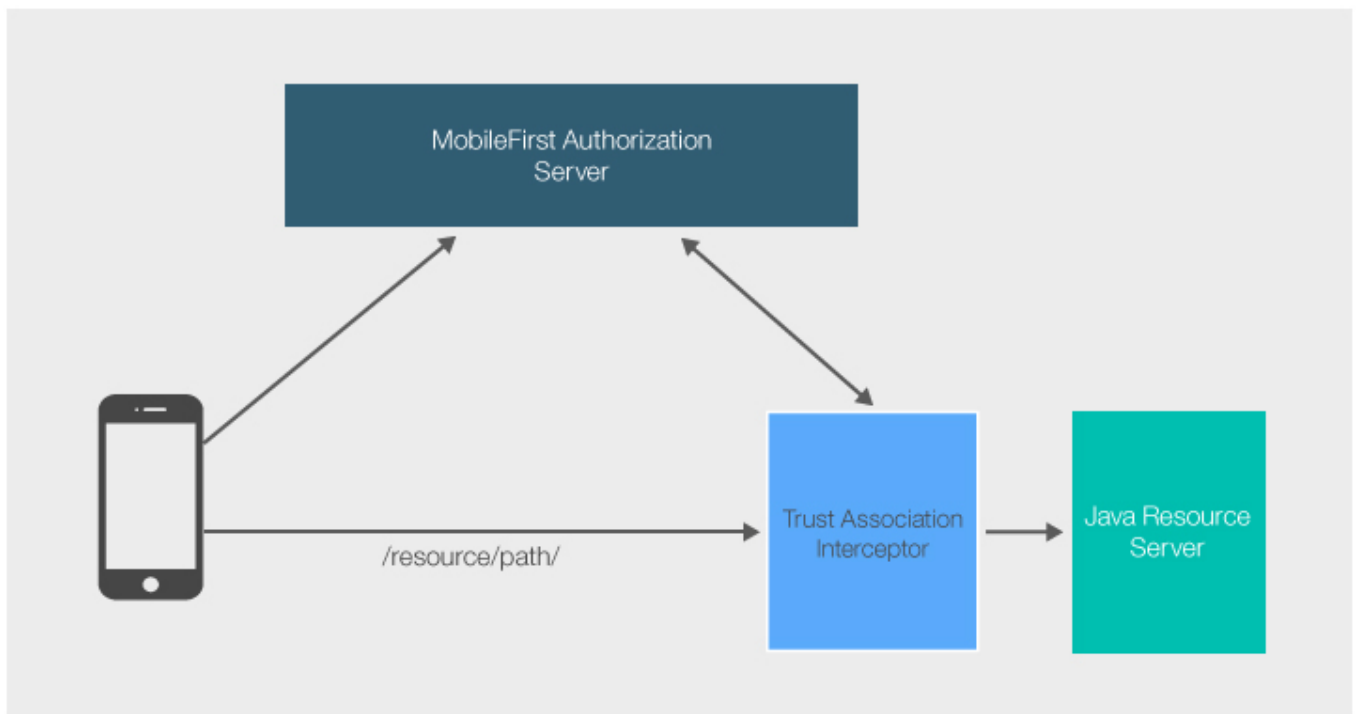 MobileFirst Authorization
Server
/resource/path/
Trust Association
Interceptor
Java Resource
Server